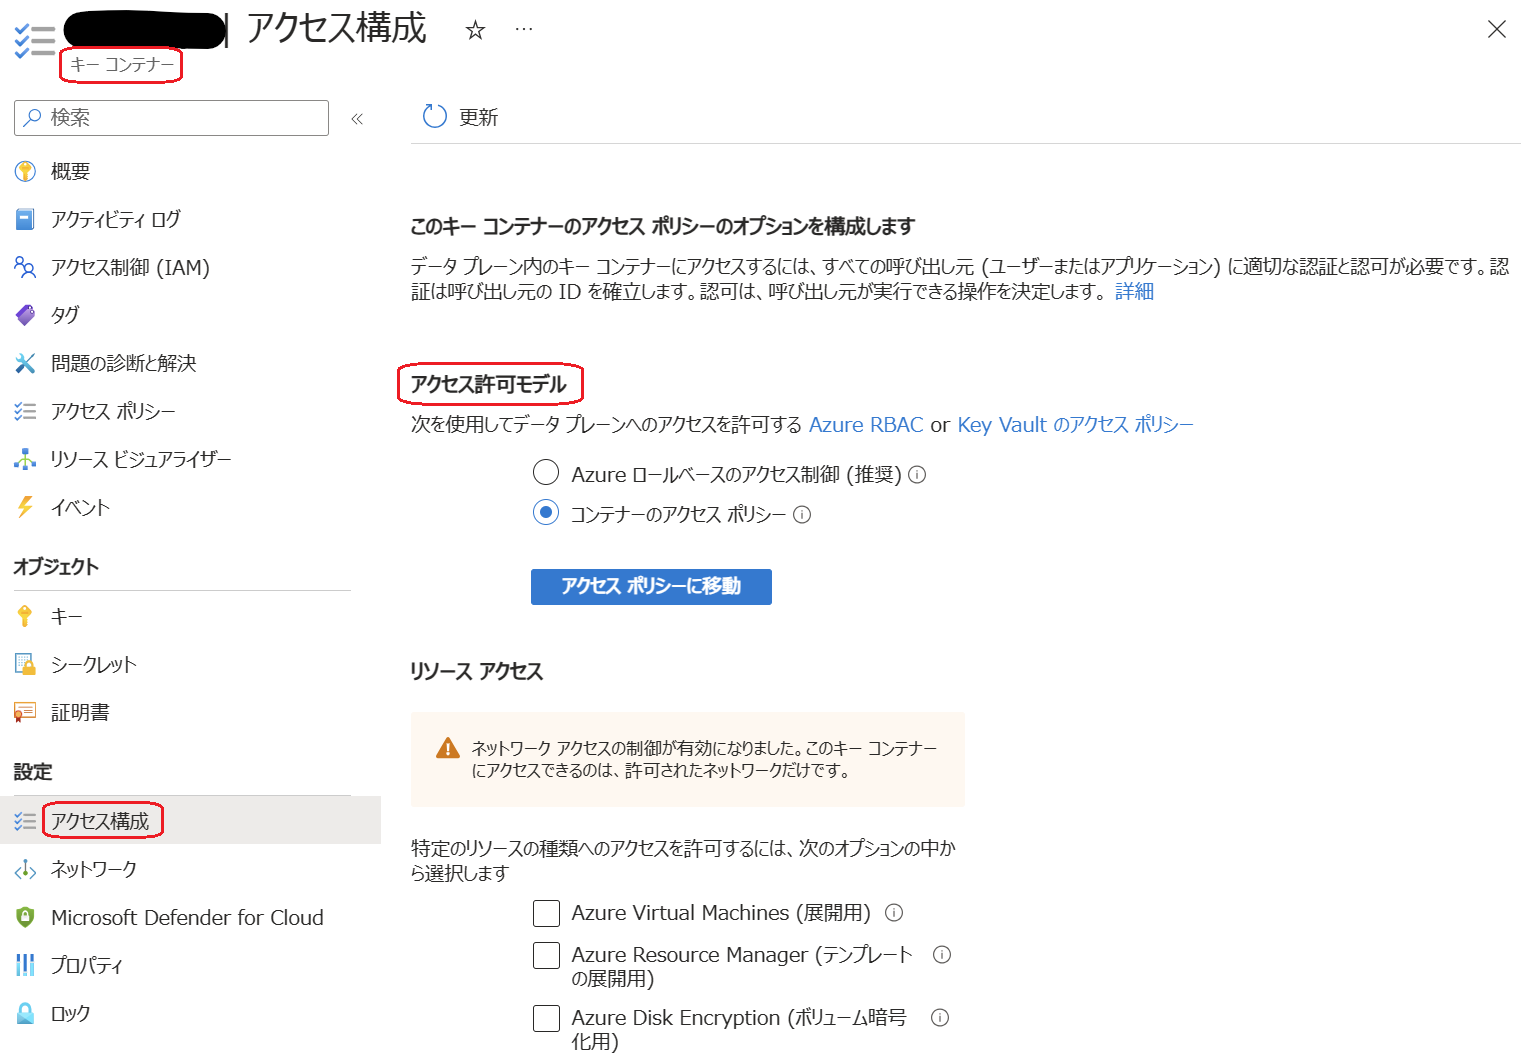 アクセス構成
キー コンテナー
検索
更新
概要
アクティビティ ログ
アクセス制御 (IAM)
タグ
問題の診断と解決
アクセス ポリシー
リソース ビジュアライザー
イベント
オブジェクト
キー
シークレット
証明書
設定
アクセス構成
ネットワーク
Microsoft Defender for Cloud
プロパティ
ロック
このキー コンテナーのアクセス ポリシーのオプションを構成します
データ プレーン内のキー コンテナーにアクセスするには、すべての呼び出し元 (ユーザーまたはアプリケーション) に適切な認証と認可が必要です。認
証は呼び出し元の ID を確立します。認可は、呼び出し元が実行できる操作を決定します。 詳細
アクセス許可モデル
次を使用してデータ プレーンへのアクセスを許可する Azure RBAC or Key Vault のアクセス ポリシー
Azure ロールベースのアクセス制御 (推奨)
コンテナーのアクセス ポリシー
アクセス ポリシーに移動
リソース アクセス
ネットワーク アクセスの制御が有効になりました。このキー コンテナー
にアクセスできるのは、許可されたネットワークだけです。
特定のリソースの種類へのアクセスを許可するには、次のオプションの中か
ら選択します
Azure Virtual Machines (展開用)
Azure Resource Manager (テンプレート
の展開用)
Azure Disk Encryption (ボリューム暗号
化用)